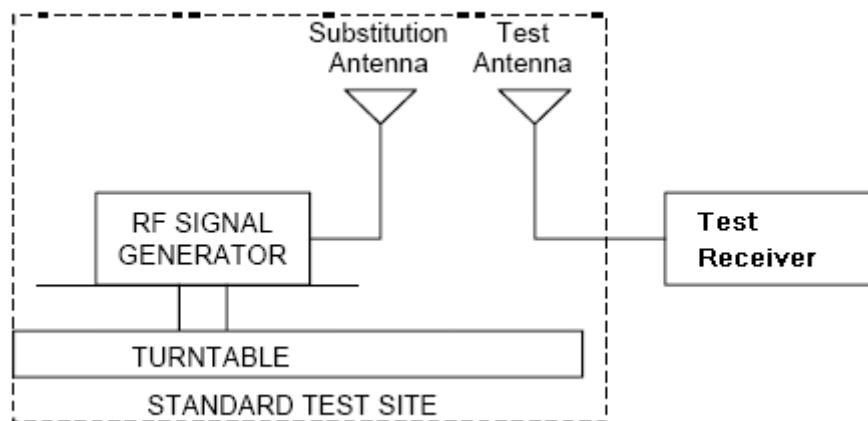 Substitution
Antenna
Test
Antenna
RF SIGNAL
GENERATOR
Test
Receiver
TURNTABLE
STANDARD TEST SITE